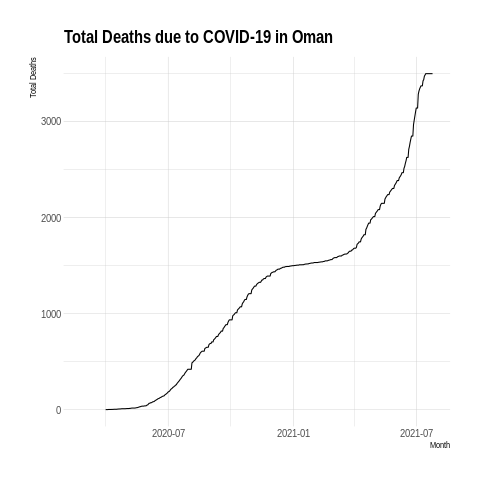 Total Deaths due to COVID-19 in Oman
Total Deaths
3000
2000
1000
0
2020-07
2021-01
2021-07
Month